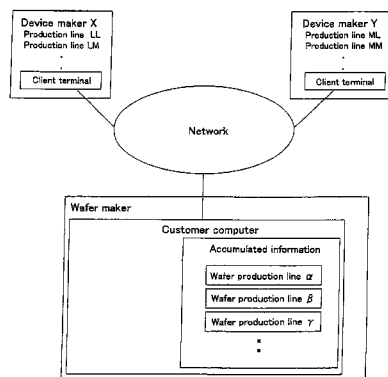 Device maker X
Production line LL
Production line LM
Client terminal
Device maker Y
Production line ML
Production line MM
Client terminal
Network
Wafer maker
Customer computer
Accumulated information
Wafer production line α
Wafer production line β
Wafer production line γ